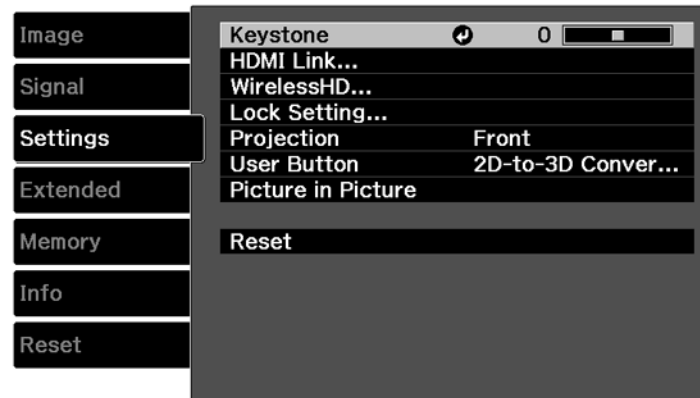 Image
Signal
Settings
Extended
Memory
Info
Reset
Keystone 0
HDMI Link...
WirelessHD...
Lock Setting...
Projection Front
User Button 2D-to-3D Conver...
Picture in Picture
Reset